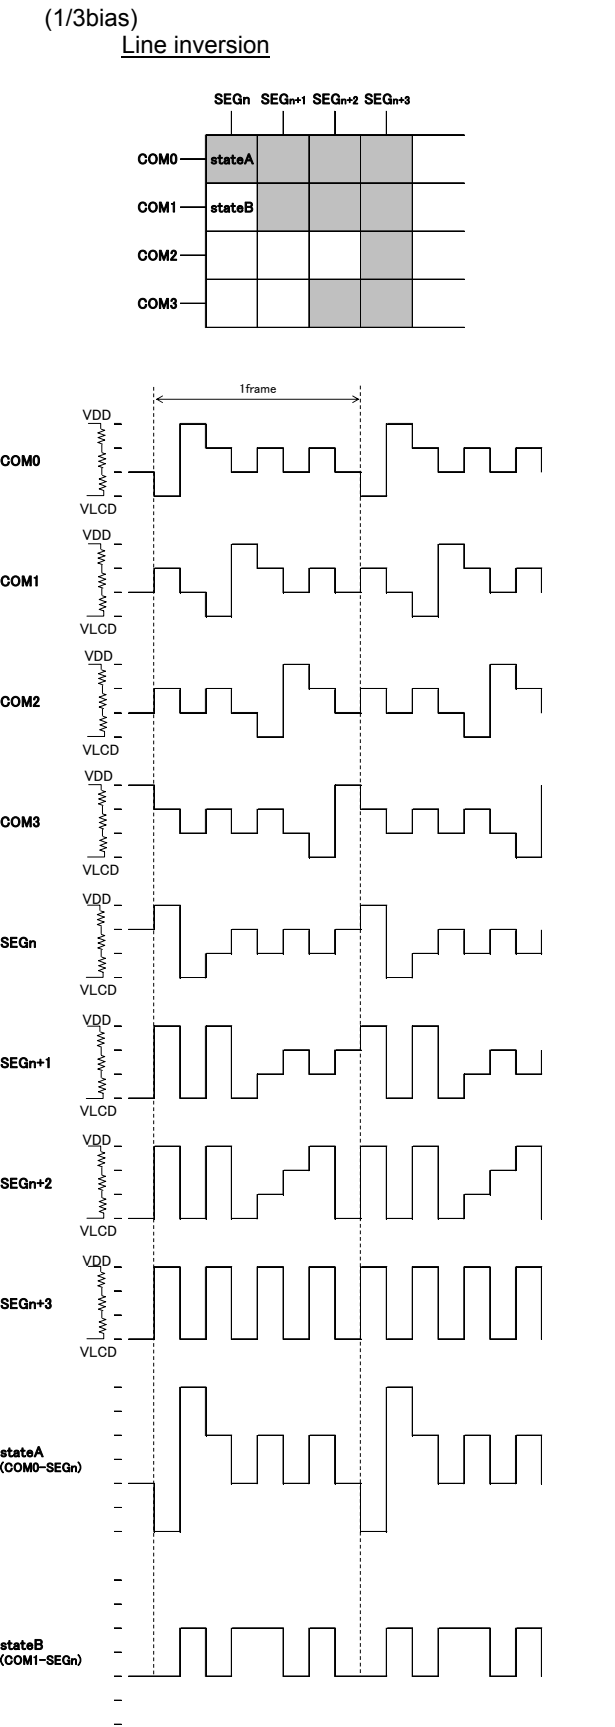 (1/3bias)
Line inversion
SEGn SEGn+1 SEGn+2 SEGn+3
COM0 stateA
COM1 stateB
COM2
COM3
1frame
VDD
COM0
VLCD
VDD
COM1
VLCD
VDD
COM2
VLCD
VDD
COM3
VLCD
VDD
SEGn
VLCD
VDD
SEGn+1
VLCD
VDD
SEGn+2
VLCD
VDD
SEGn+3
VLCD
stateA
(COM0-SEGn)
stateB
(COM1-SEGn)